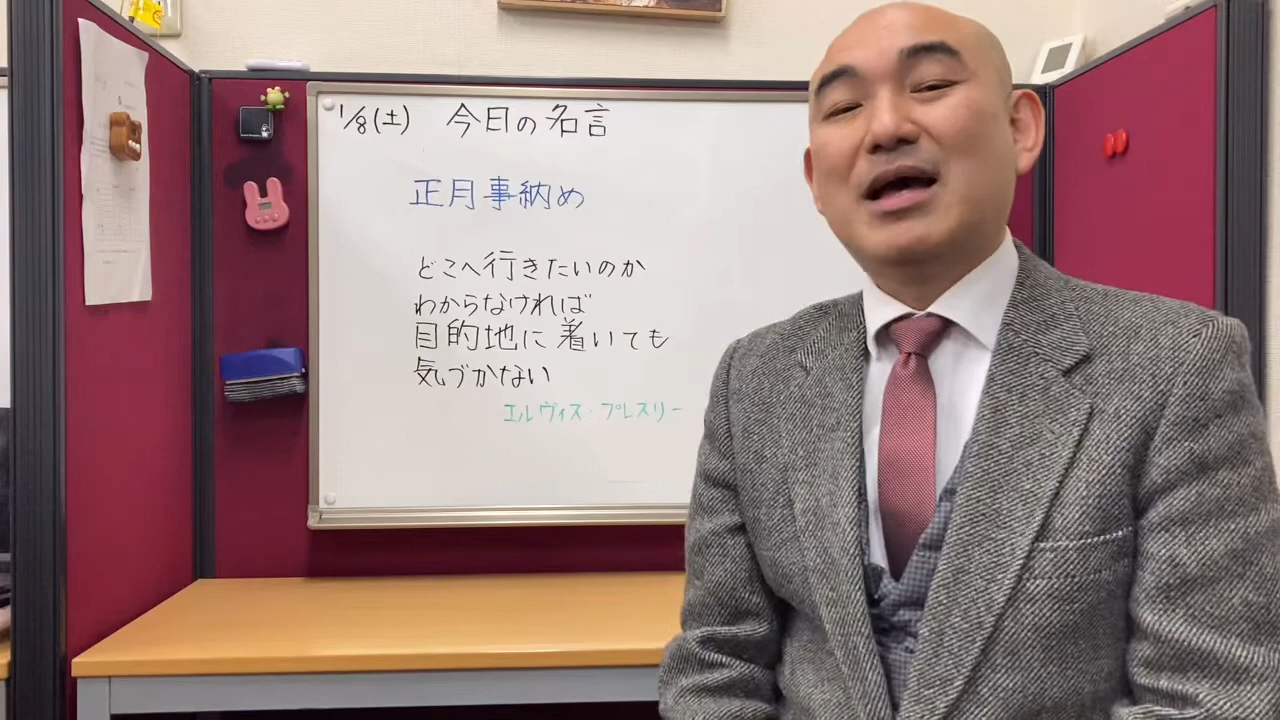 1/8(土) 今日の名言
正月事納め
どこへ行きたいのか
わからなければ
目的地に着いても
気づかない
エルヴィス・プレスリー